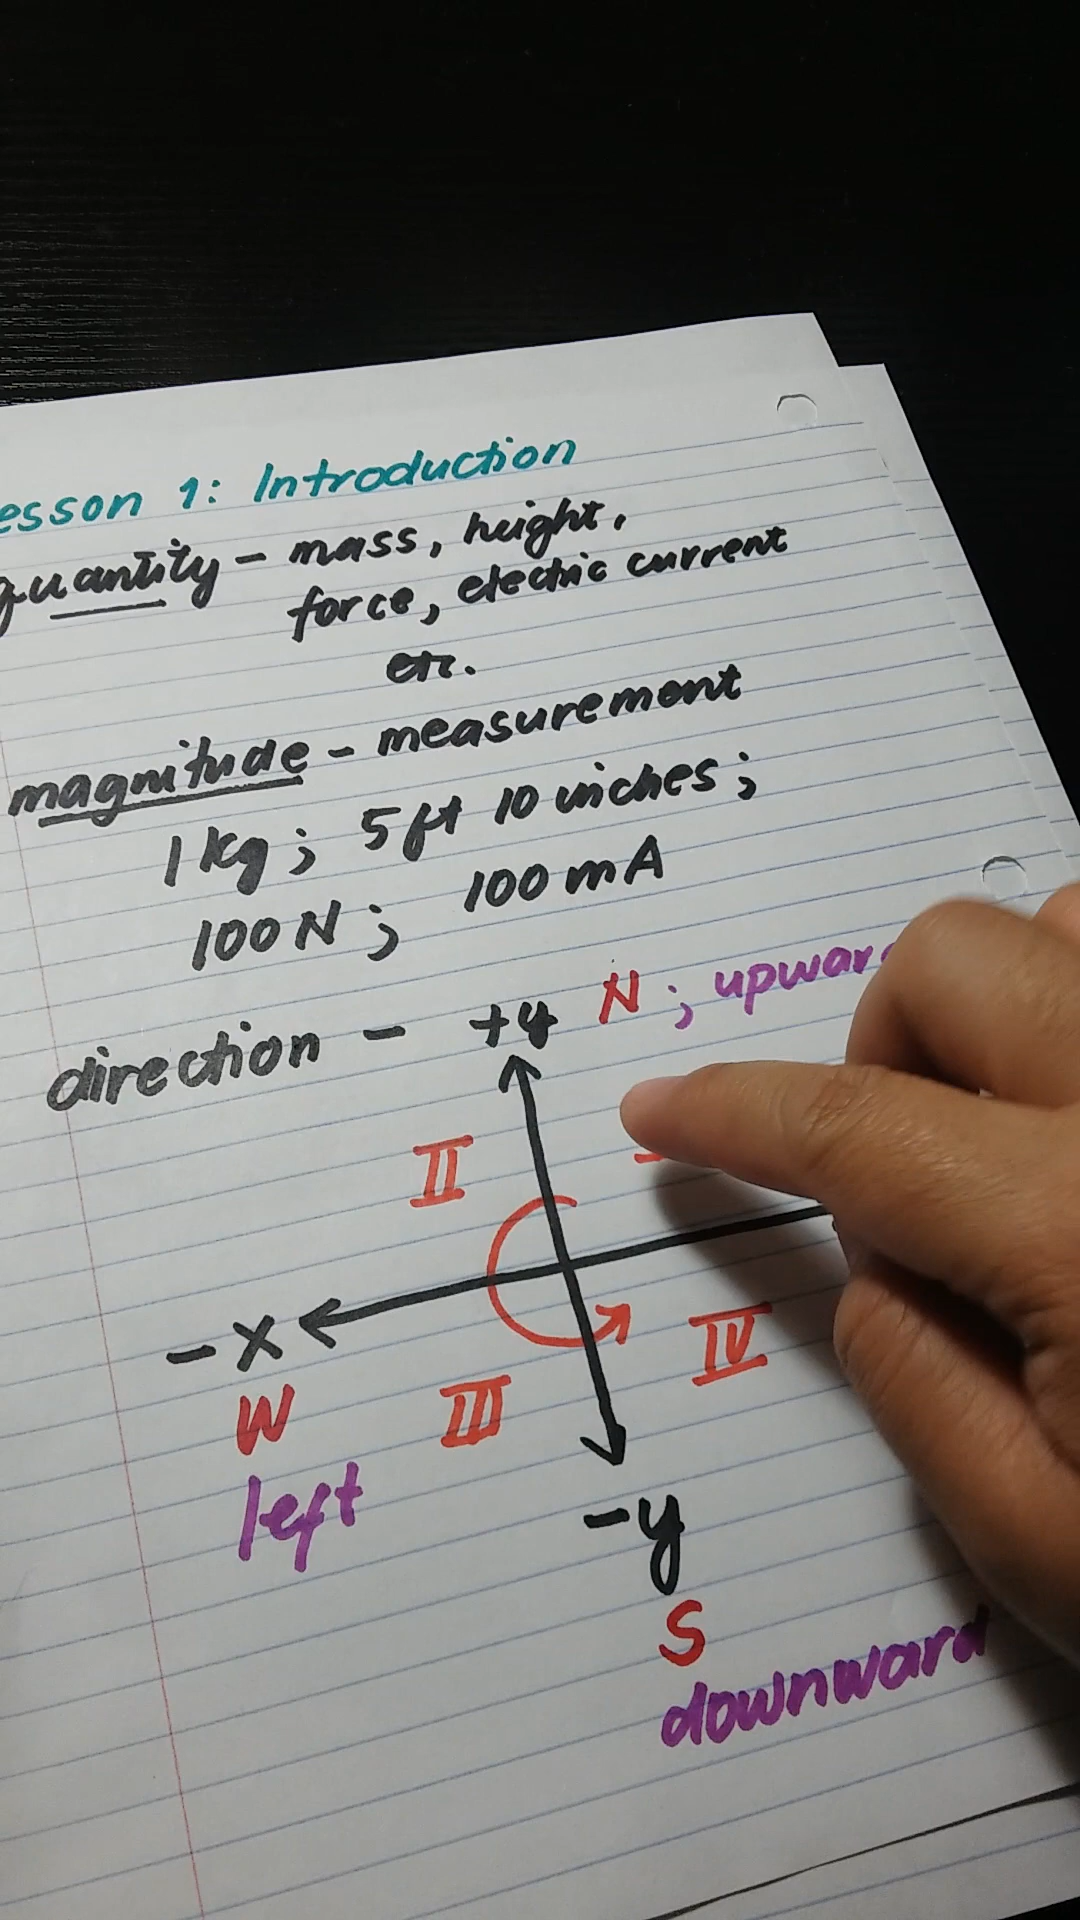 esson 1: Introduction
quantity - mass, height,
force, electric current
etc.
magnitude - measurement
1 kg; 5 ft 10 inches;
100 N; 100 mA
direction - +y N; upwar
II
IV
-x
W
III
left
-y
S
downward